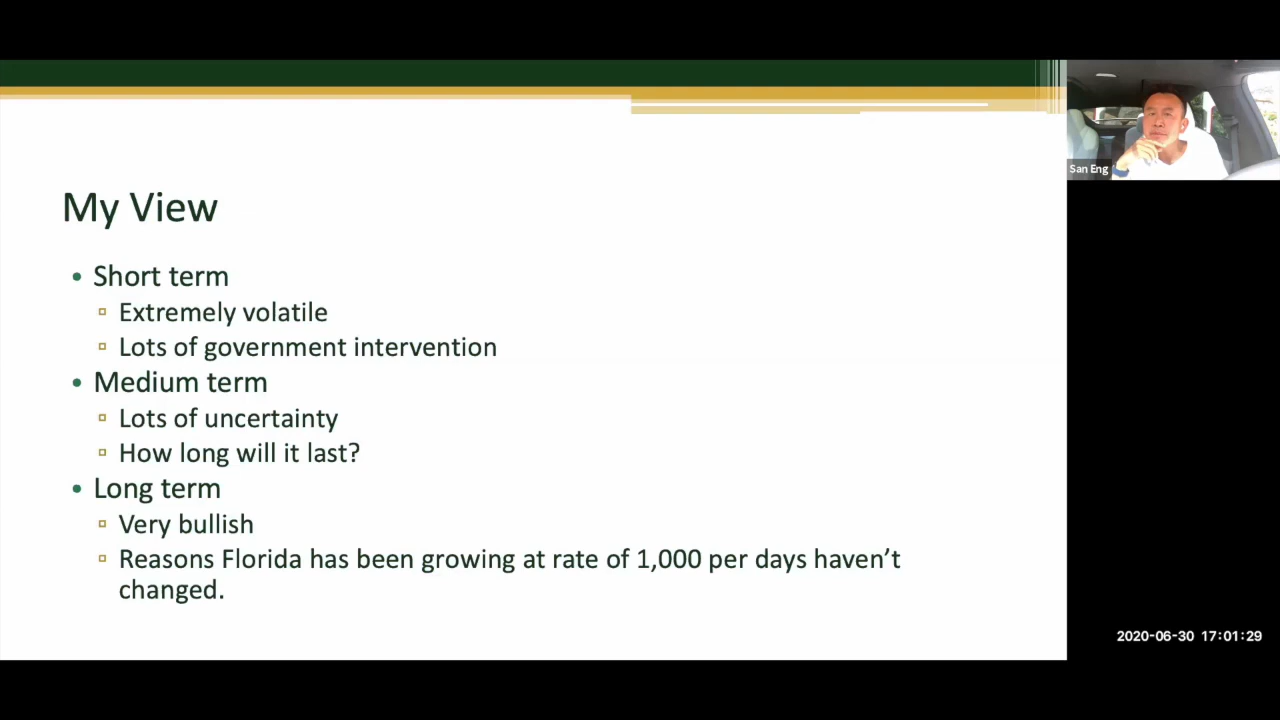 My View
• Short term
▫ Extremely volatile
▫ Lots of government intervention
• Medium term
▫ Lots of uncertainty
▫ How long will it last?
• Long term
▫ Very bullish
▫ Reasons Florida has been growing at rate of 1,000 per days haven’t
changed.
San Eng
2020-06-30 17:01:29